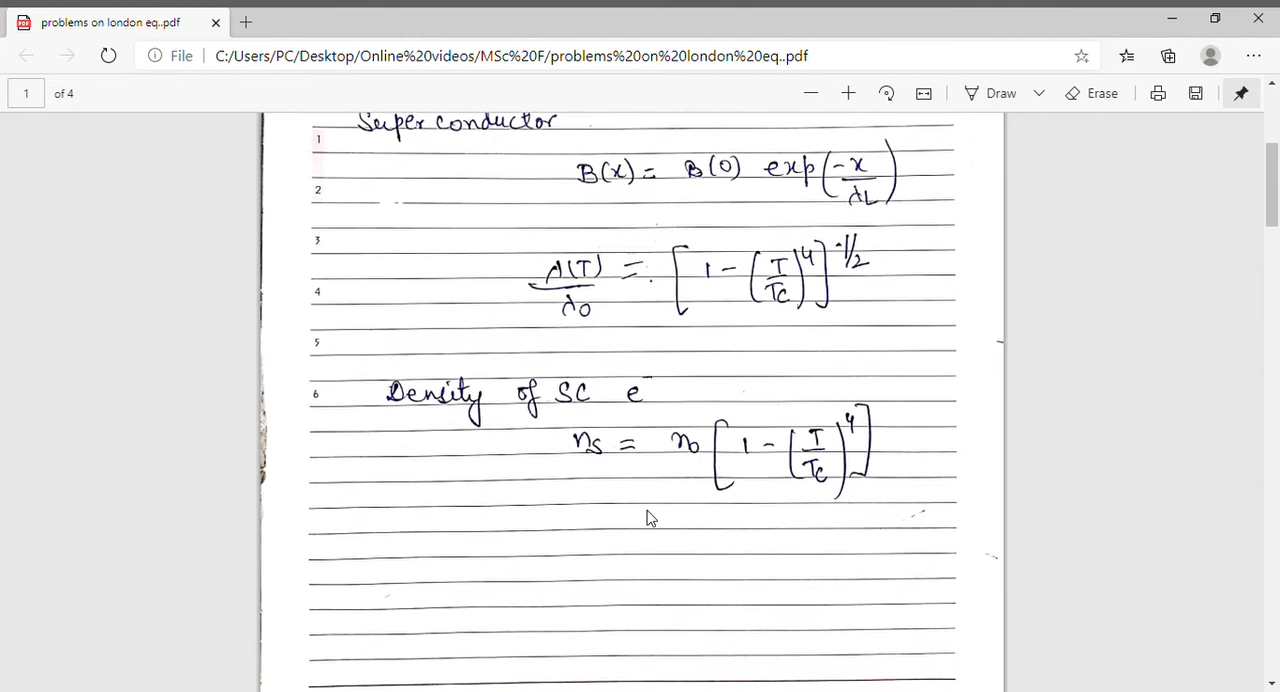 problems on london eq..pdf
File
C:/Users/PC/Desktop/Online%20videos/MSc%20F/problems%20on%20london%20eq..pdf
1 of 4
Draw
Erase
Super conductor
1
B(x) = B(0) exp(-x/λL)
2
3
λ(T)/λ0 = [1 - (T/Tc)^4]^-1/2
4
5
6 Density of SC e^-
ns = n0 [1 - (T/Tc)^4]